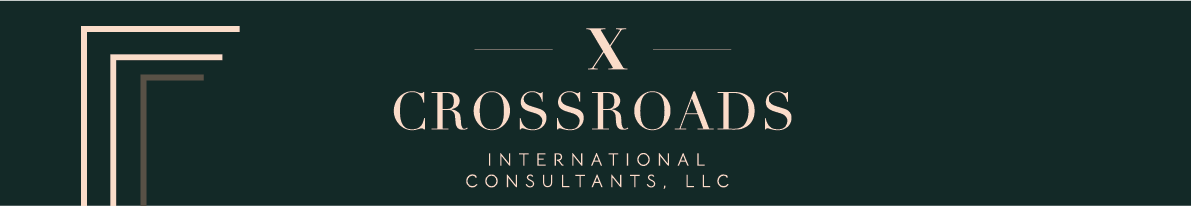 X
CROSSROADS
INTERNATIONAL
CONSULTANTS, LLC